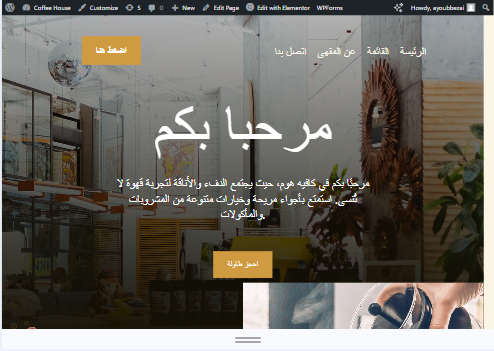 Coffee House Customize 5 0 New Edit Page Edit with Elementor WPForms Howdy, ayoubbezai
الرئيسة القائمة عن المقهى إتصل بنا
اضغط هنا
مرحبا بكم
مرحبًا بكم في كافيه هوم، حيث يجتمع الدفء والأناقة لتجربة قهوة لا
تُنسى. استمتع بأجواء مريحة وخيارات متنوعة من المشروبات
والمأكولات.
احجز طاولة